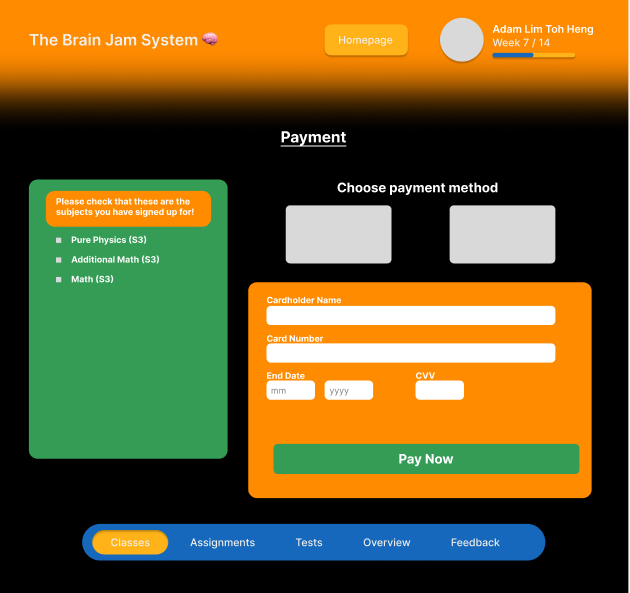 The Brain Jam System 🧠
Homepage
Adam Lim Toh Heng
Week 7 / 14
Payment
Please check that these are the
subjects you have signed up for!
Pure Physics (S3)
Additional Math (S3)
Math (S3)
Choose payment method
Cardholder Name
Card Number
End Date
CVV
mm
yyyy
Pay Now
Classes
Assignments
Tests
Overview
Feedback